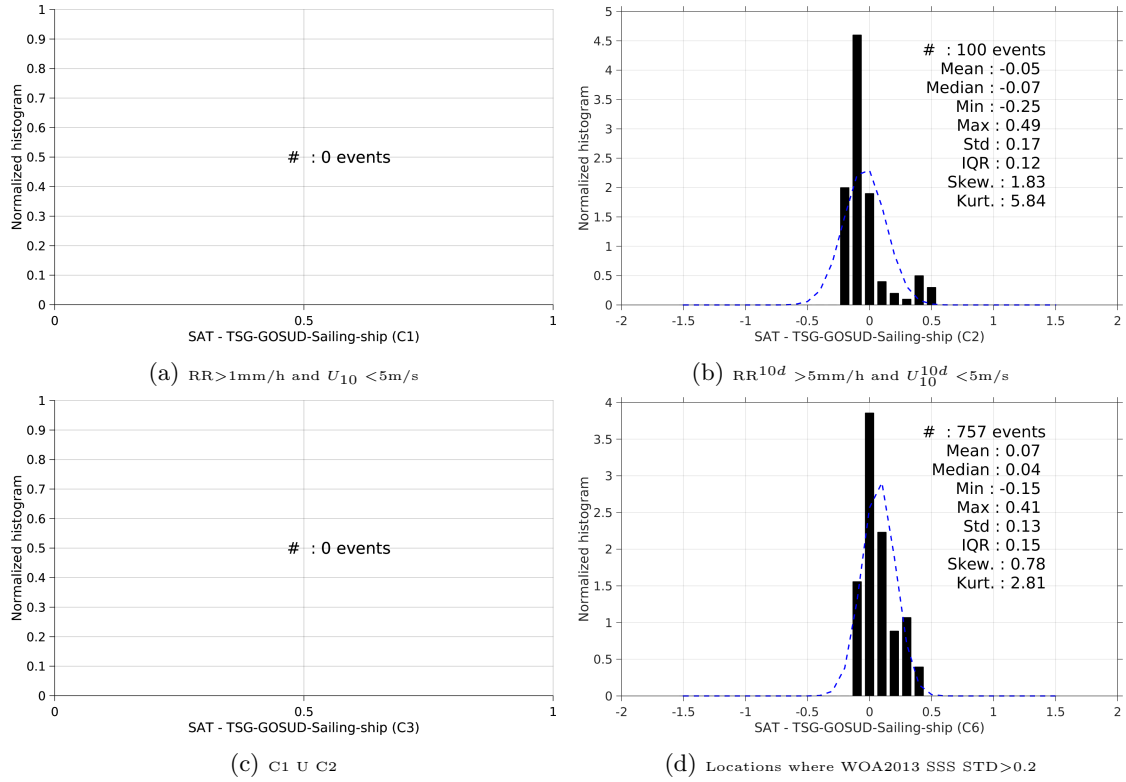 1
0.9
0.8
0.7
0.6
0.5
0.4
0.3
0.2
0.1
0
Normalized histogram
# : 0 events
0 0.5 1
SAT - TSG-GOSUD-Sailing-ship (C1)
(a) RR>1mm/h and U10 <5m/s
5
4.5
4
3.5
3
2.5
2
1.5
1
0.5
0
Normalized histogram
# : 100 events
Mean : -0.05
Median : -0.07
Min : -0.25
Max : 0.49
Std : 0.17
IQR : 0.12
Skew. : 1.83
Kurt. : 5.84
-2 -1.5 -1 -0.5 0 0.5 1 1.5 2
SAT - TSG-GOSUD-Sailing-ship (C2)
(b) RR^10d >5mm/h and U10^10d <5m/s
1
0.9
0.8
0.7
0.6
0.5
0.4
0.3
0.2
0.1
0
Normalized histogram
# : 0 events
0 0.5 1
SAT - TSG-GOSUD-Sailing-ship (C3)
(c) C1 U C2
4
3.5
3
2.5
2
1.5
1
0.5
0
Normalized histogram
# : 757 events
Mean : 0.07
Median : 0.04
Min : -0.15
Max : 0.41
Std : 0.13
IQR : 0.15
Skew. : 0.78
Kurt. : 2.81
-2 -1.5 -1 -0.5 0 0.5 1 1.5 2
SAT - TSG-GOSUD-Sailing-ship (C6)
(d) Locations where WOA2013 SSS STD>0.2